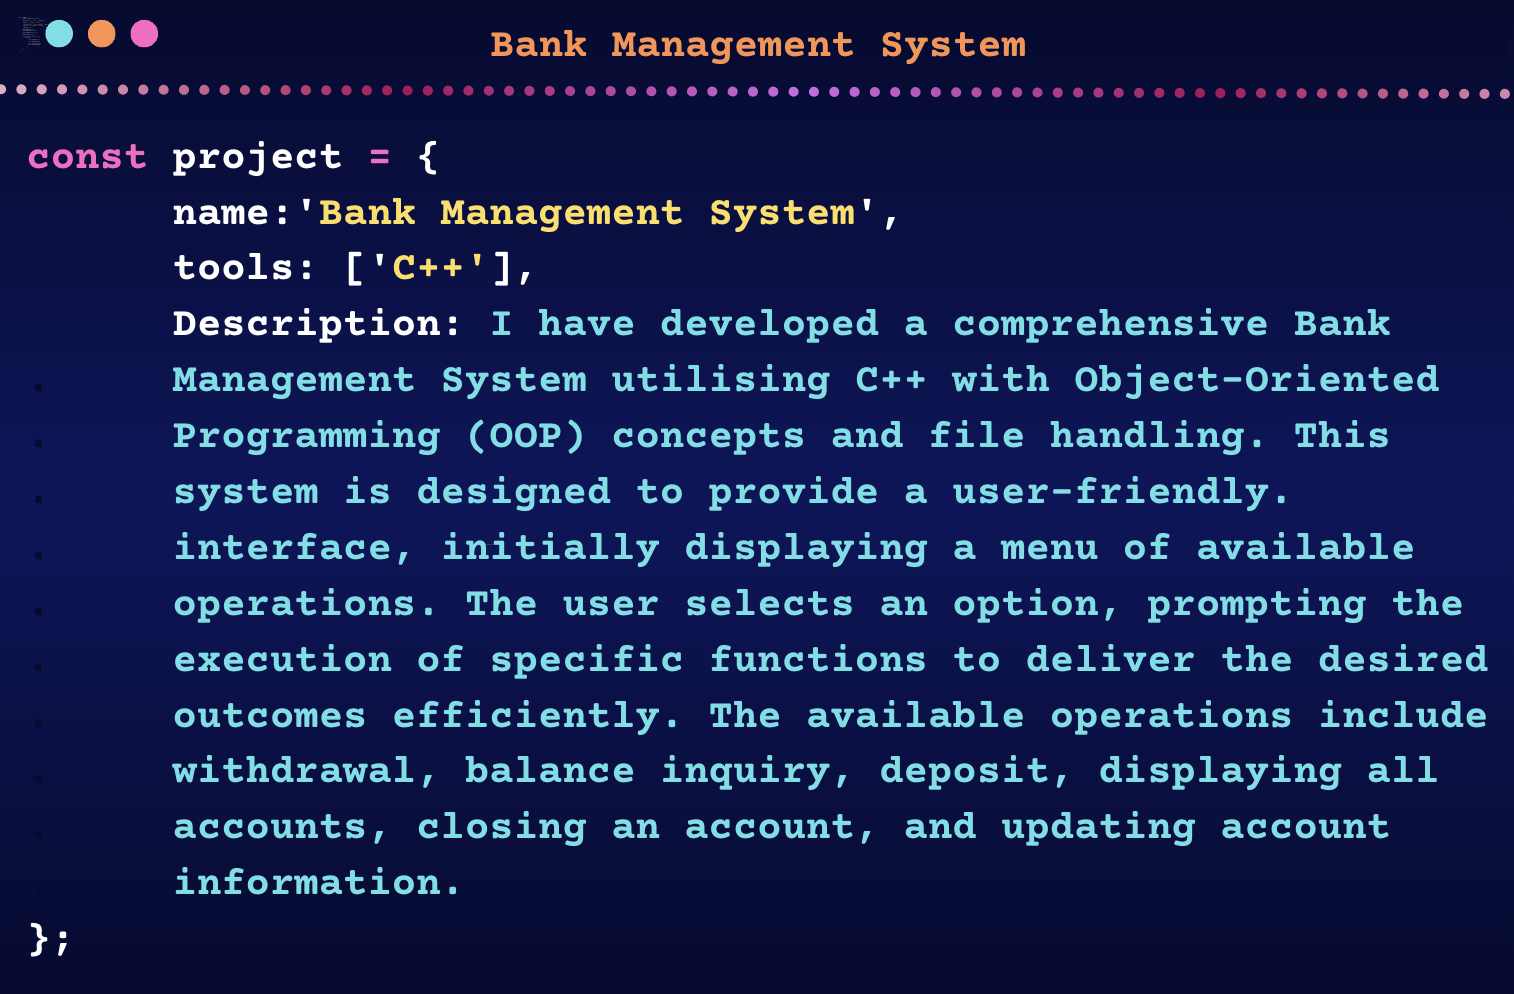 Bank Management System
const project = {
name:'Bank Management System',
tools: ['C++'],
Description: I have developed a comprehensive Bank
. Management System utilising C++ with Object-Oriented
. Programming (OOP) concepts and file handling. This
. system is designed to provide a user-friendly.
. interface, initially displaying a menu of available
. operations. The user selects an option, prompting the
. execution of specific functions to deliver the desired
. outcomes efficiently. The available operations include
. withdrawal, balance inquiry, deposit, displaying all
. accounts, closing an account, and updating account
. information.
};